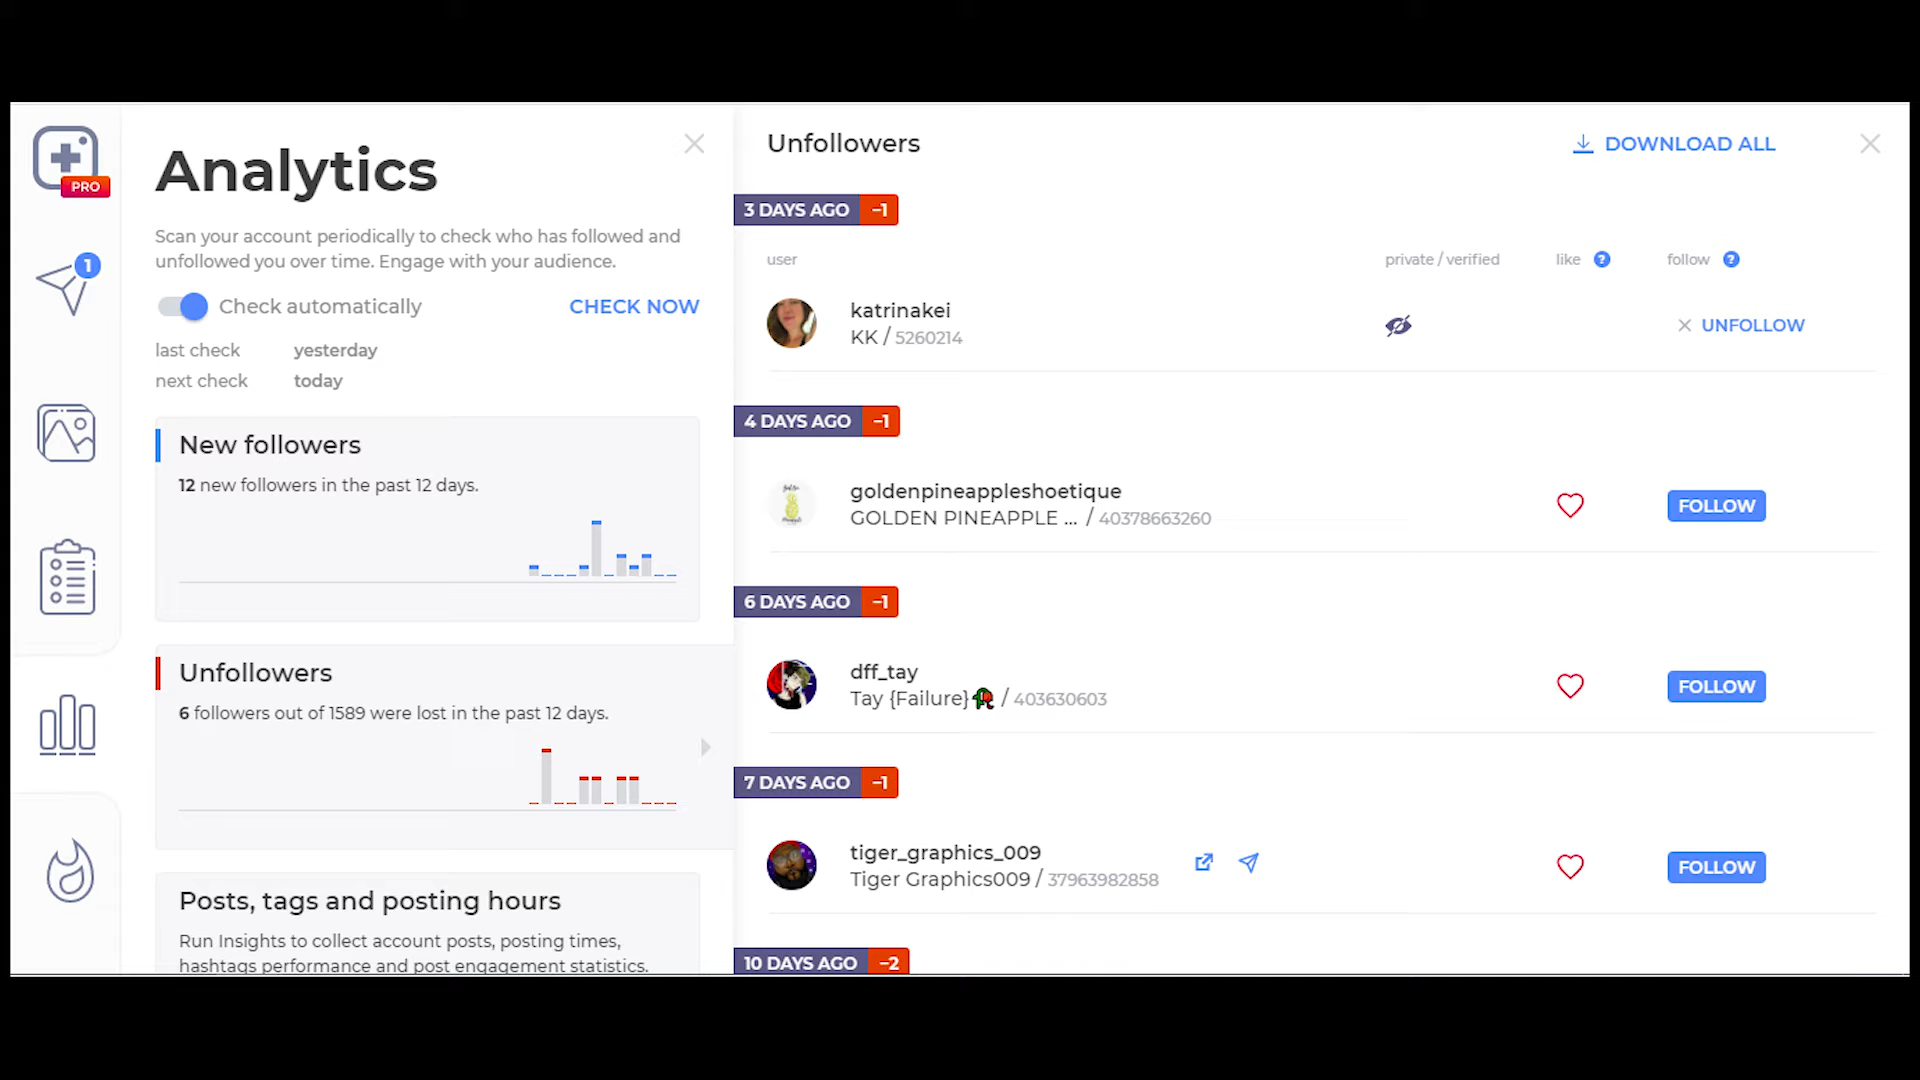 PRO
1
Analytics
Scan your account periodically to check who has followed and
unfollowed you over time. Engage with your audience.
Check automatically
CHECK NOW
last check yesterday
next check today
New followers
12 new followers in the past 12 days.
Unfollowers
6 followers out of 1589 were lost in the past 12 days.
Posts, tags and posting hours
Run Insights to collect account posts, posting times,
hashtags performance and post engagement statistics.
Unfollowers
DOWNLOAD ALL
3 DAYS AGO −1
user private / verified like ? follow ?
katrinakei
KK / 5260214
UNFOLLOW
4 DAYS AGO −1
goldenpineappleshoetique
GOLDEN PINEAPPLE ... / 40378663260
FOLLOW
6 DAYS AGO −1
dff_tay
Tay {Failure}🥀 / 403630603
FOLLOW
7 DAYS AGO −1
tiger_graphics_009
Tiger Graphics009 / 37963982858
FOLLOW
10 DAYS AGO −2